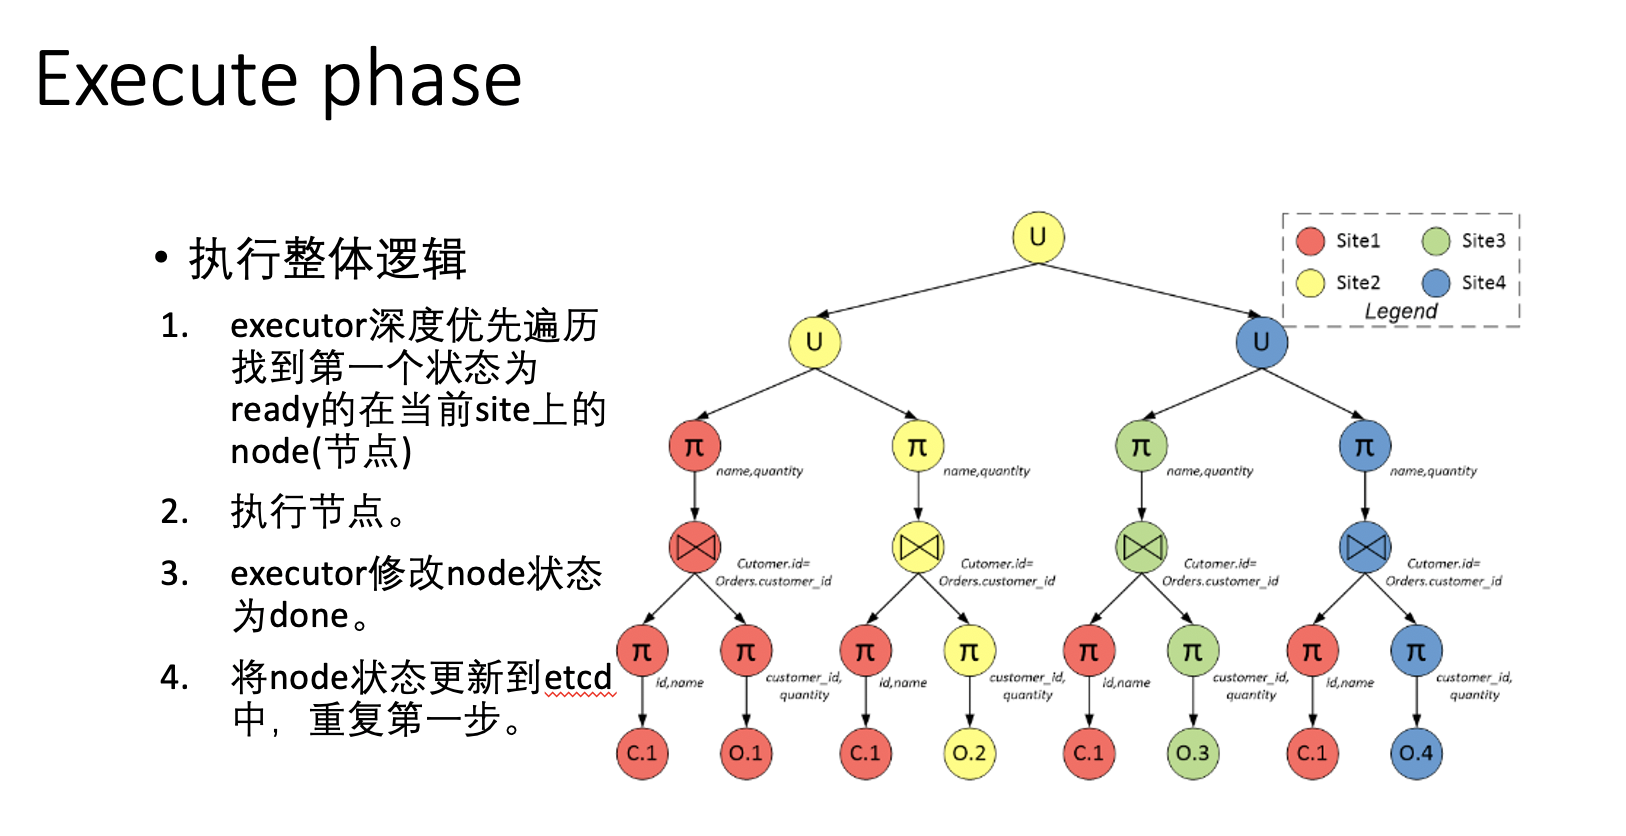 Execute phase
• 执行整体逻辑
1. executor深度优先遍历
找到第一个状态为
ready的在当前site上的
node(节点)
2. 执行节点。
3. executor修改node状态
为done。
4. 将node状态更新到etcd
中，重复第一步。
U
Site1 Site3
Site2 Site4
Legend
U U
π π π π
name,quantity name,quantity name,quantity name,quantity
⋈ ⋈ ⋈ ⋈
Cutomer.id= Cutomer.id= Cutomer.id= Cutomer.id=
Orders.customer_id Orders.customer_id Orders.customer_id Orders.customer_id
π π π π π π π π
id,name customer_id, id,name customer_id, id,name customer_id, id,name customer_id,
quantity quantity quantity quantity
C.1 O.1 C.1 O.2 C.1 O.3 C.1 O.4